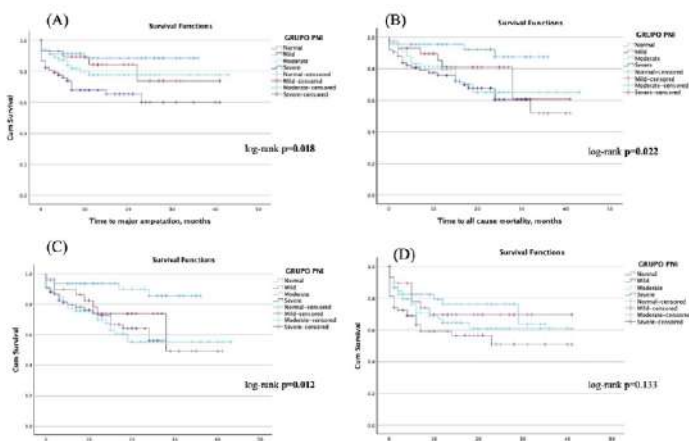 (A)
Survival Functions
GRUPO PNI
Normal
Mild
Moderate
Severe
Normal-censored
Mild-censored
Moderate-censored
Severe-censored
Cum Survival
log-rank p=0.018
Time to major amputation, months
(B)
Survival Functions
GRUPO PNI
Normal
Mild
Moderate
Severe
Normal-censored
Mild-censored
Moderate-censored
Severe-censored
Cum Survival
log-rank p=0.022
Time to all cause mortality, months
(C)
Survival Functions
GRUPO PNI
Normal
Mild
Moderate
Severe
Normal-censored
Mild-censored
Moderate-censored
Severe-censored
Cum Survival
log-rank p=0.012
(D)
Survival Functions
GRUPO PNI
Normal
Mild
Moderate
Severe
Normal-censored
Mild-censored
Moderate-censored
Severe-censored
Cum Survival
log-rank p=0.133